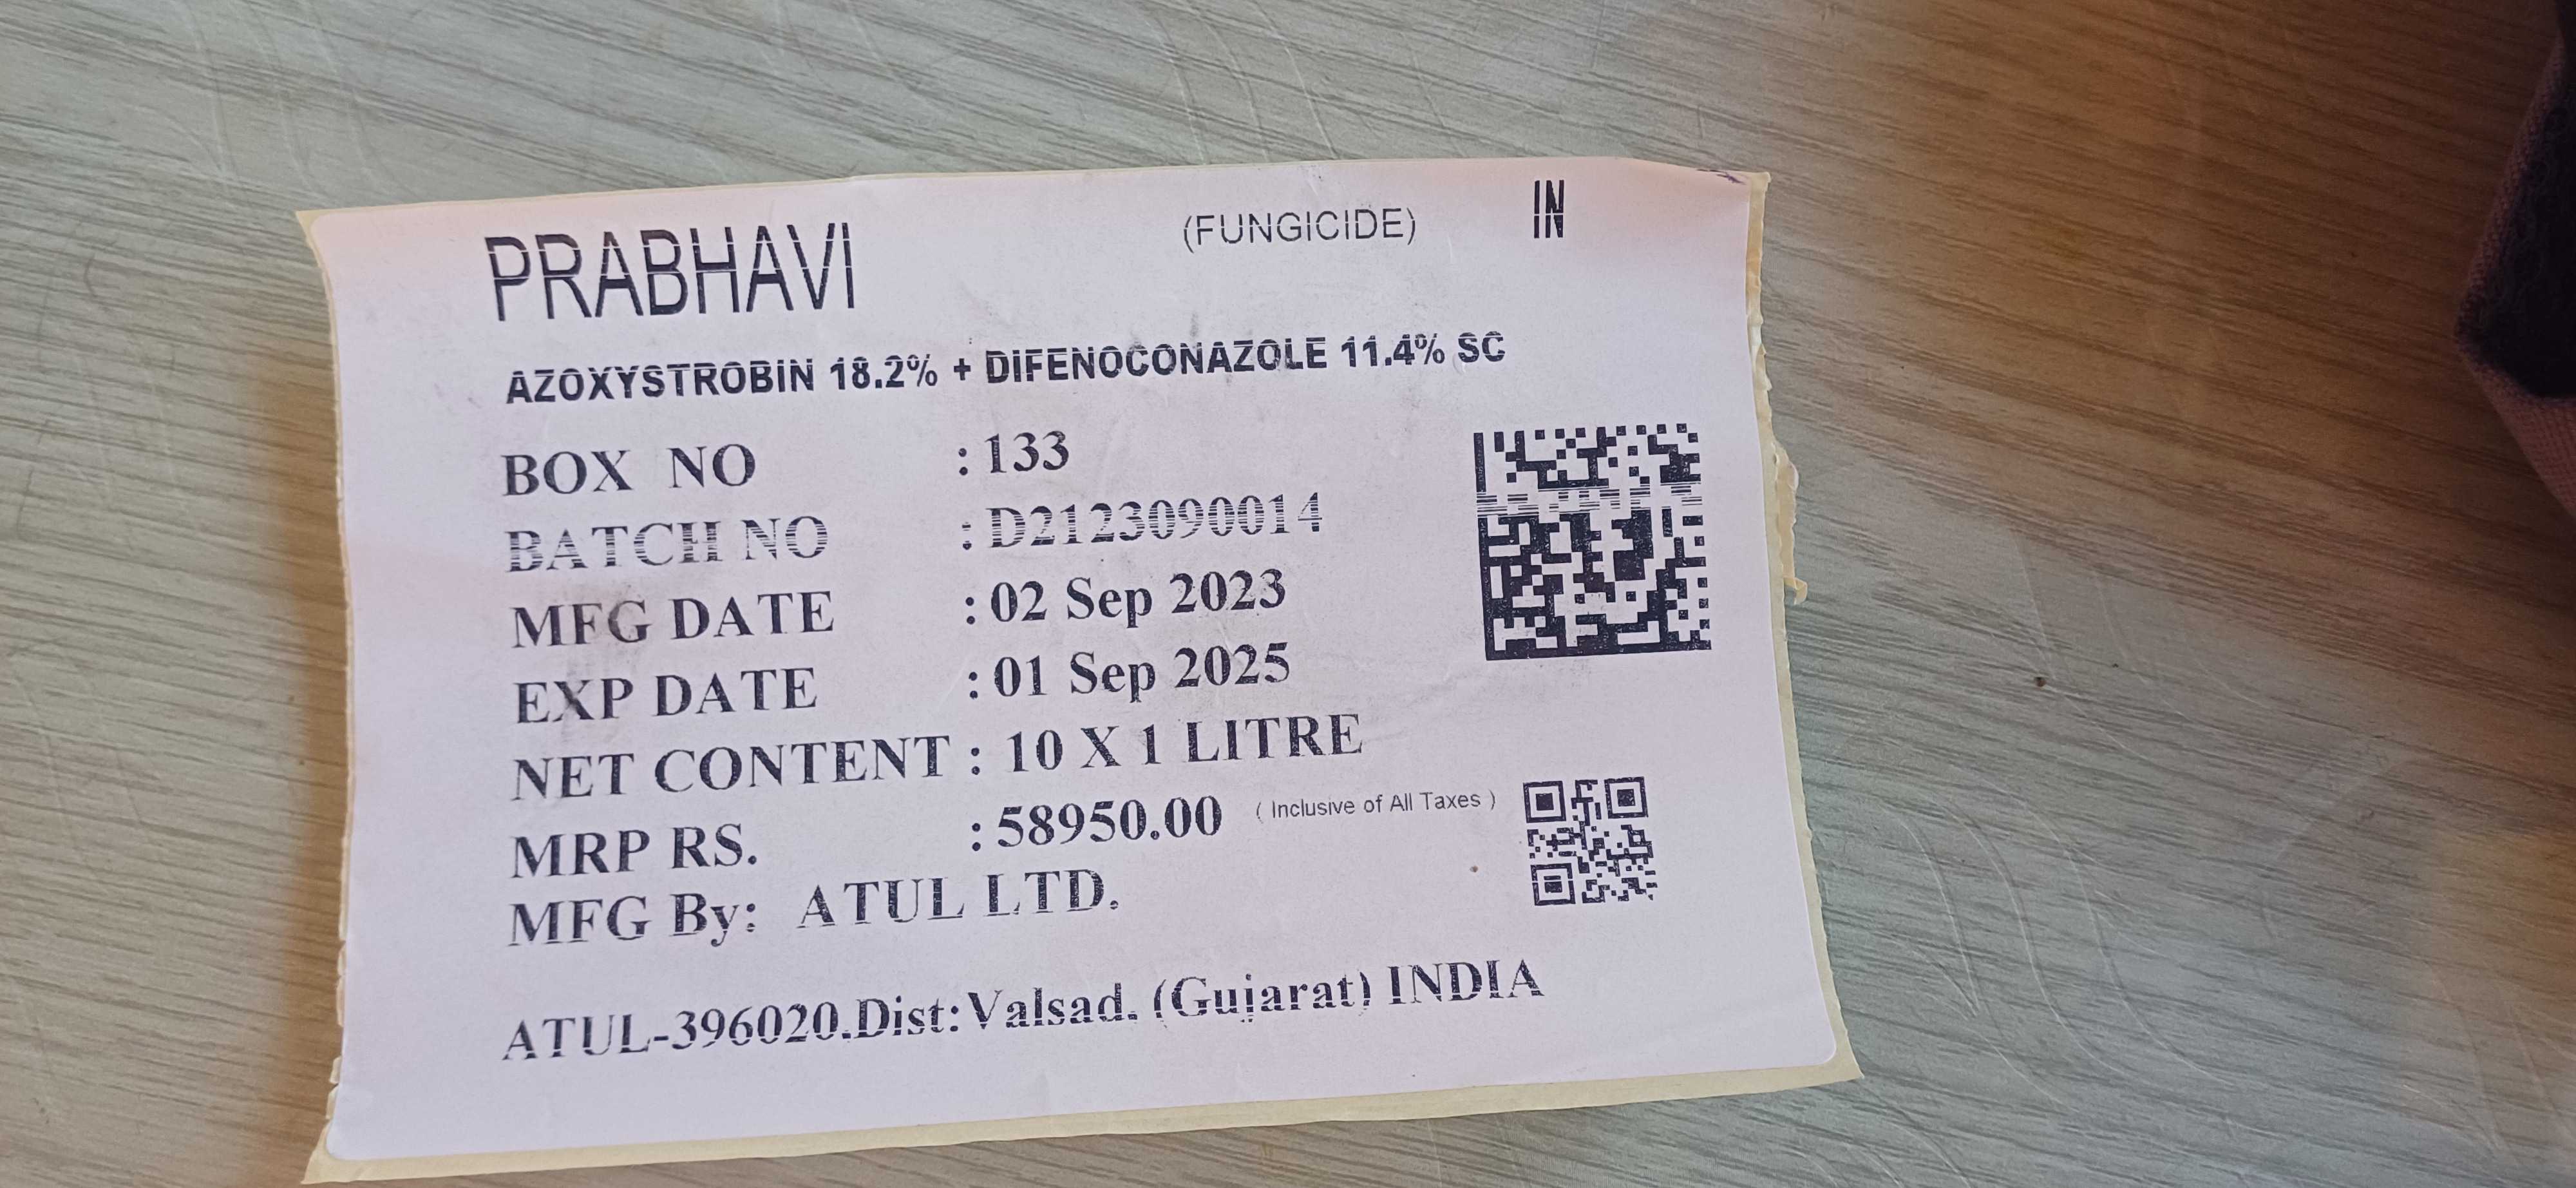 PRABHAVI (FUNGICIDE) IN
AZOXYSTROBIN 18.2% + DIFENOCONAZOLE 11.4% SC
BOX NO : 133
BATCH NO : D2123090014
MFG DATE : 02 Sep 2023
EXP DATE : 01 Sep 2025
NET CONTENT : 10 X 1 LITRE
MRP RS. : 58950.00 ( Inclusive of All Taxes )
MFG By: ATUL LTD.
ATUL-396020.Dist:Valsad. (Gujarat) INDIA